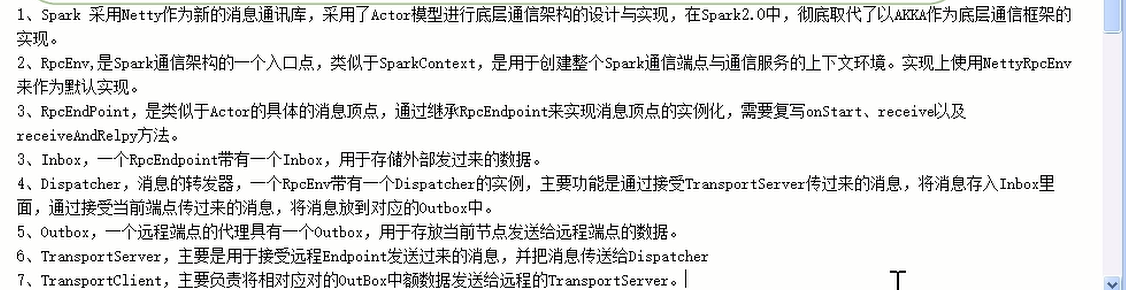 1、Spark 采用Netty作为新的消息通讯库，采用了Actor模型进行底层通信架构的设计与实现，在Spark2.0中，彻底取代了以AKKA作为底层通信框架的
实现。
2、RpcEnv,是Spark通信架构的一个入口点，类似于SparkContext，是用于创建整个Spark通信端点与通信服务的上下文环境。实现上使用NettyRpcEnv
来作为默认实现。
3、RpcEndPoint，是类似于Actor的具体的消息顶点，通过继承RpcEndpoint来实现消息顶点的实例化，需要复写onStart、receive以及
receiveAndRelpy方法。
3、Inbox，一个RpcEndpoint带有一个Inbox，用于存储外部发过来的数据。
4、Dispatcher，消息的转发器，一个RpcEnv带有一个Dispatcher的实例，主要功能是通过接受TransportServer传过来的消息，将消息存入Inbox里
面，通过接受当前端点传过来的消息，将消息放到对应的Outbox中。
5、Outbox，一个远程端点的代理具有一个Outbox，用于存放当前节点发送给远程端点的数据。
6、TransportServer，主要是用于接受远程Endpoint发送过来的消息，并把消息传送给Dispatcher
7、TransportClient，主要负责将相对应对的OutBox中额数据发送给远程的TransportServer。